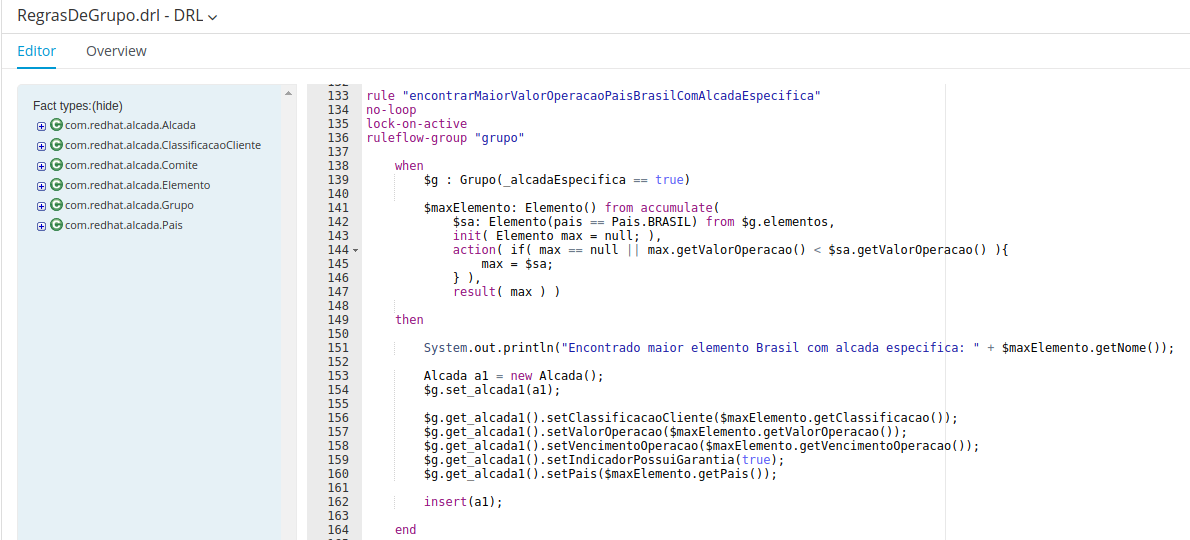 RegrasDeGrupo.drl - DRL
Editor Overview
Fact types:(hide)
com.redhat.alcada.Alcada
com.redhat.alcada.ClassificacaoCliente
com.redhat.alcada.Comite
com.redhat.alcada.Elemento
com.redhat.alcada.Grupo
com.redhat.alcada.Pais
133 rule "encontrarMaiorValorOperacaoPaisBrasilComAlcadaEspecifica"
134 no-loop
135 lock-on-active
136 ruleflow-group "grupo"
137
138 when
139 $g : Grupo(_alcadaEspecifica == true)
140
141 $maxElemento: Elemento() from accumulate(
142 $sa: Elemento(pais == Pais.BRASIL) from $g.elementos,
143 init( Elemento max = null; ),
144 action( if( max == null || max.getValorOperacao() < $sa.getValorOperacao() ){
145 max = $sa;
146 } ),
147 result( max ) )
148
149 then
150
151 System.out.println("Encontrado maior elemento Brasil com alcada especifica: " + $maxElemento.getNome());
152
153 Alcada a1 = new Alcada();
154 $g.set_alcada1(a1);
155
156 $g.get_alcada1().setClassificacaoCliente($maxElemento.getClassificacao());
157 $g.get_alcada1().setValorOperacao($maxElemento.getValorOperacao());
158 $g.get_alcada1().setVencimentoOperacao($maxElemento.getVencimentoOperacao());
159 $g.get_alcada1().setIndicadorPossuiGarantia(true);
160 $g.get_alcada1().setPais($maxElemento.getPais());
161
162 insert(a1);
163
164 end